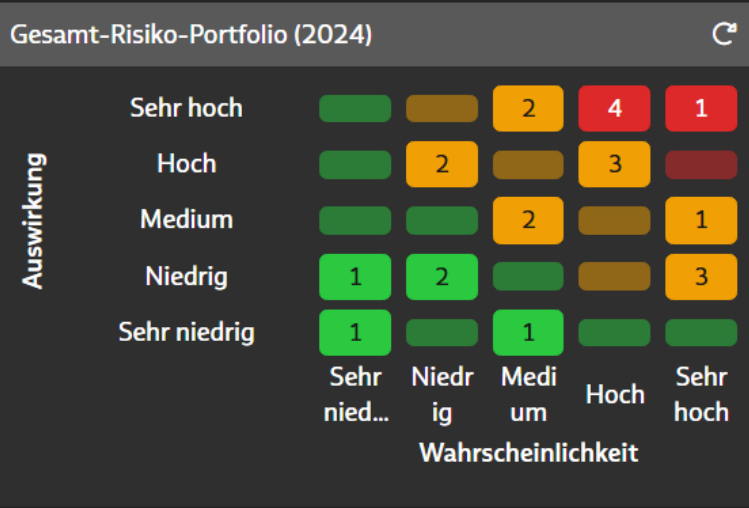 Gesamt-Risiko-Portfolio (2024)
Auswirkung
Sehr hoch 2 4 1
Hoch 2 3
Medium 2 1
Niedrig 1 2 3
Sehr niedrig 1 1
Sehr Niedr Medi Hoch Sehr
nied... ig um hoch
Wahrscheinlichkeit